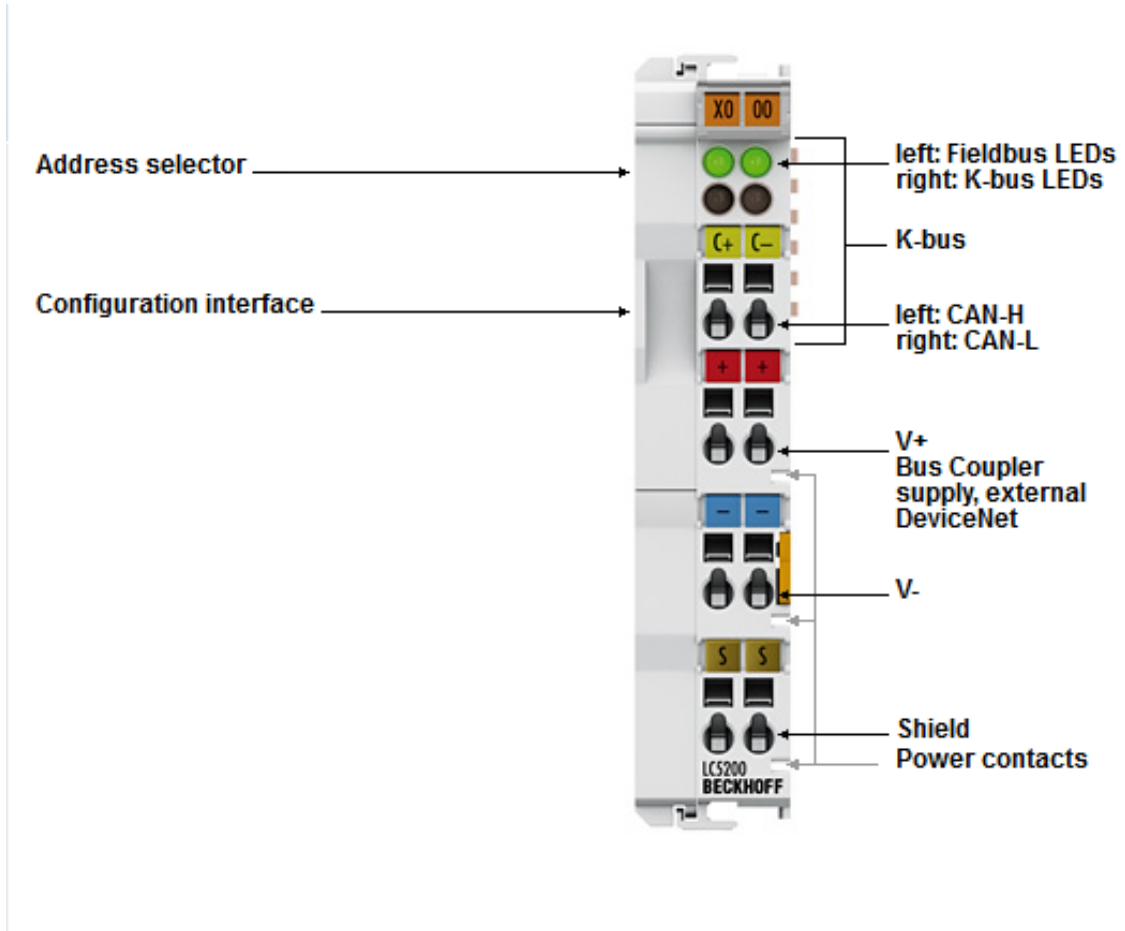 X0 00
Address selector
left: Fieldbus LEDs
right: K-bus LEDs
C+ C-
K-bus
Configuration interface
left: CAN-H
right: CAN-L
+ +
V+
Bus Coupler
supply, external
DeviceNet
- -
V-
S S
Shield
Power contacts
LC5200
BECKHOFF